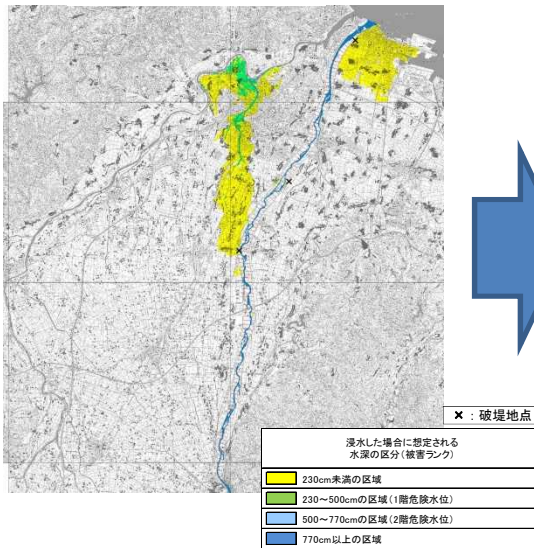 ×：破堤地点
浸水した場合に想定される
水深の区分（被害ランク）
230cm未満の区域
230～500cmの区域（1階危険水位）
500～770cmの区域（2階危険水位）
770cm以上の区域